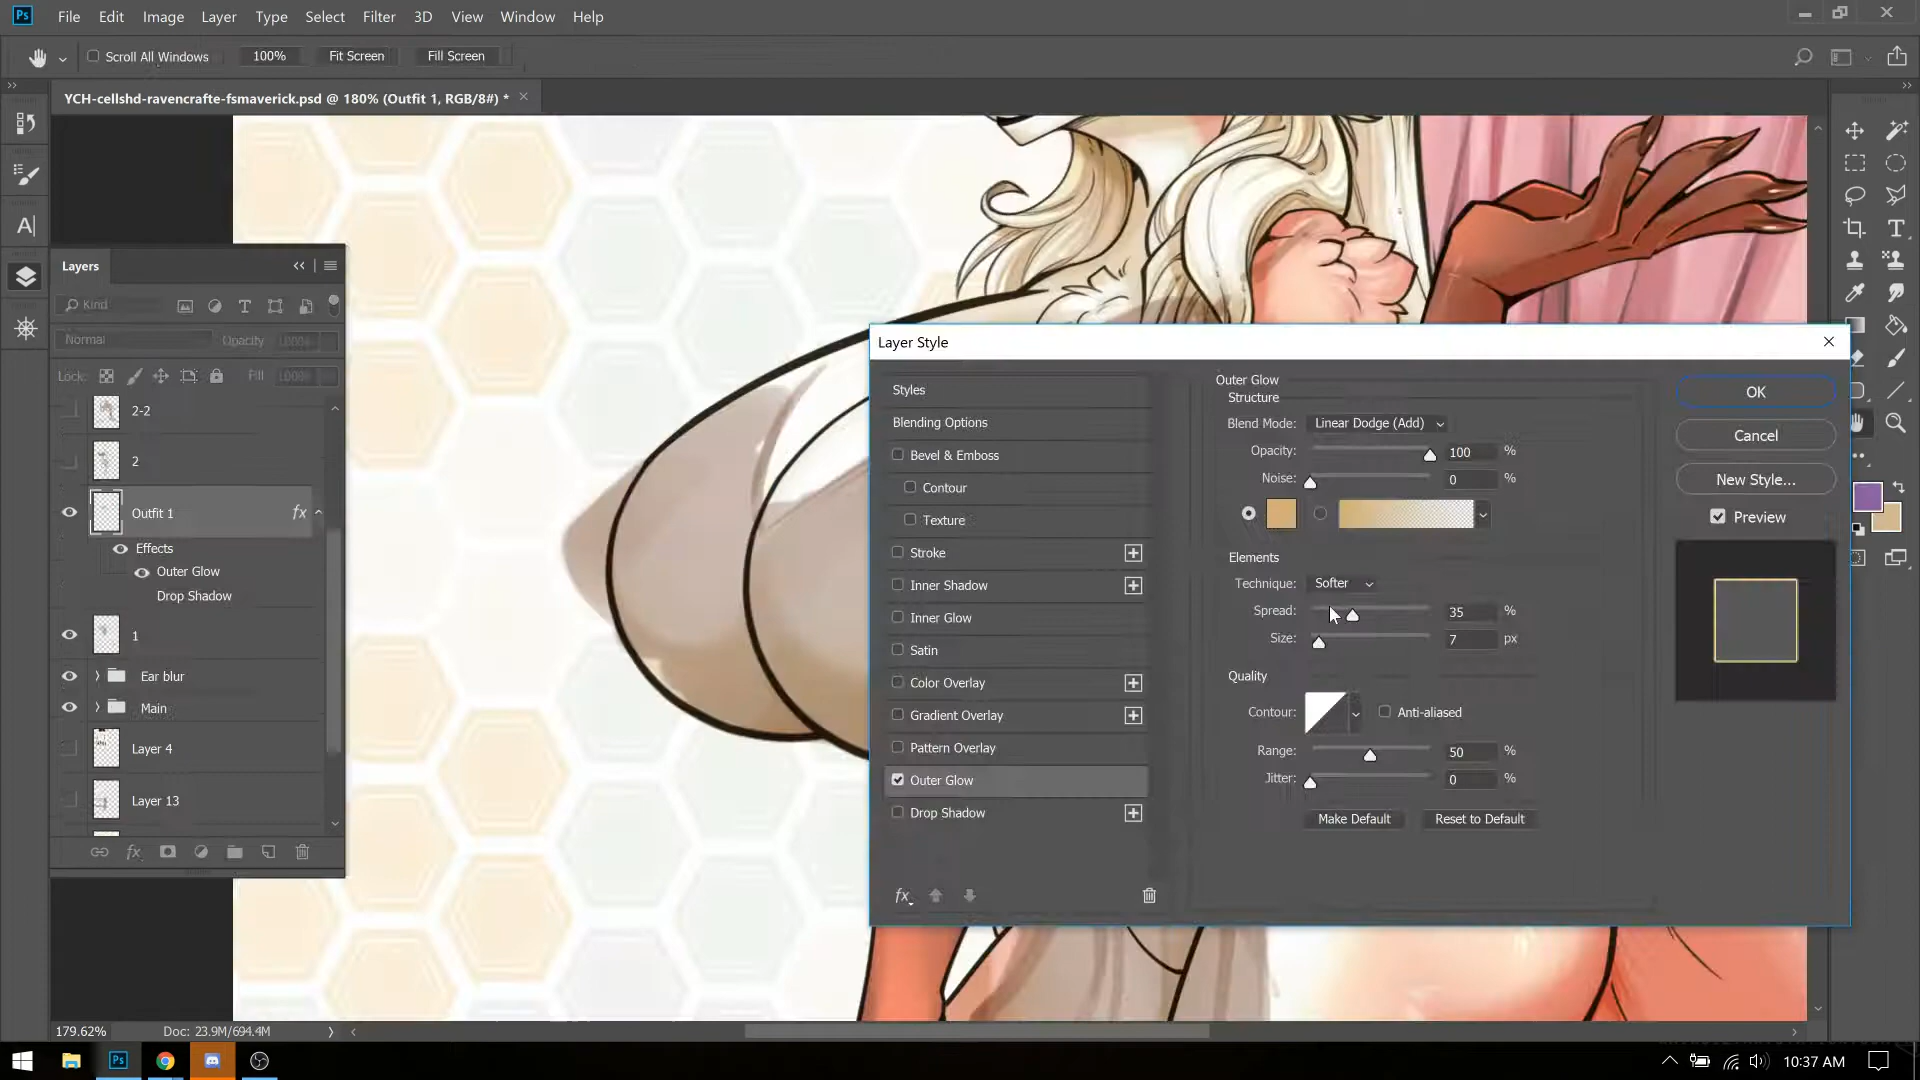 Ps File Edit Image Layer Type Select Filter 3D View Window Help
Scroll All Windows 100% Fit Screen Fill Screen
YCH-cellshd-ravencrafte-fsmaverick.psd @ 180% (Outfit 1, RGB/8#) *
Layers
Kind
Normal Opacity 100%
Lock: Fill 100%
2-2
2
Outfit 1 fx
Effects
Outer Glow
Drop Shadow
1
Ear blur
Main
Layer 4
Layer 13
fx
Layer Style
Styles
Blending Options
Bevel & Emboss
Contour
Texture
Stroke
Inner Shadow
Inner Glow
Satin
Color Overlay
Gradient Overlay
Pattern Overlay
Outer Glow
Drop Shadow
fx
Outer Glow
Structure
Blend Mode: Linear Dodge (Add)
Opacity: 100 %
Noise: 0 %
Elements
Technique: Softer
Spread: 35 %
Size: 7 px
Quality
Contour: Anti-aliased
Range: 50 %
Jitter: 0 %
Make Default Reset to Default
OK
Cancel
New Style...
Preview
179.62% Doc: 23.9M/694.4M
Ps 10:37 AM